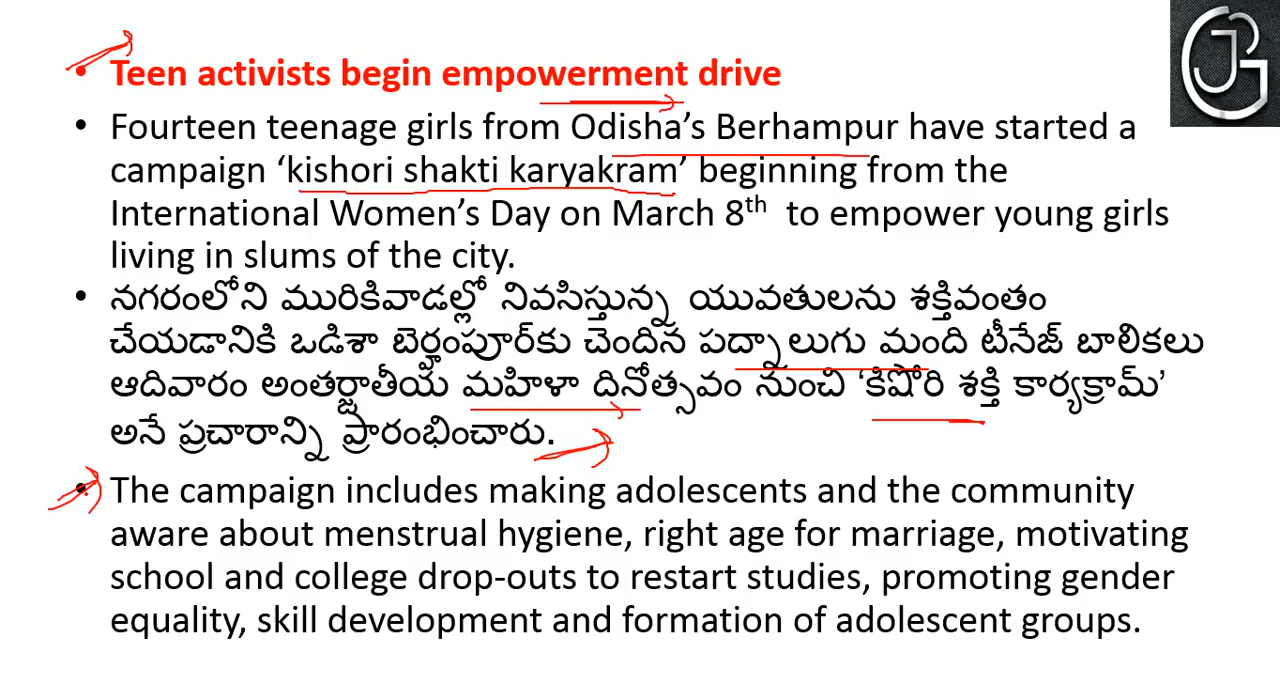 • Teen activists begin empowerment drive
• Fourteen teenage girls from Odisha’s Berhampur have started a
campaign ‘kishori shakti karyakram’ beginning from the
International Women’s Day on March 8th to empower young girls
living in slums of the city.
• నగరంలోని మురికివాడల్లో నివసిస్తున్న యువతులను శక్తివంతం
చేయడానికి ఒడిశా బెర్హంపూర్‌కు చెందిన పద్నాలుగు మంది టీనేజ్ బాలికలు
ఆదివారం అంతర్జాతీయ మహిళా దినోత్సవం నుంచి ‘కిషోరి శక్తి కార్యక్రామ్’
అనే ప్రచారాన్ని ప్రారంభించారు.
• The campaign includes making adolescents and the community
aware about menstrual hygiene, right age for marriage, motivating
school and college drop-outs to restart studies, promoting gender
equality, skill development and formation of adolescent groups.